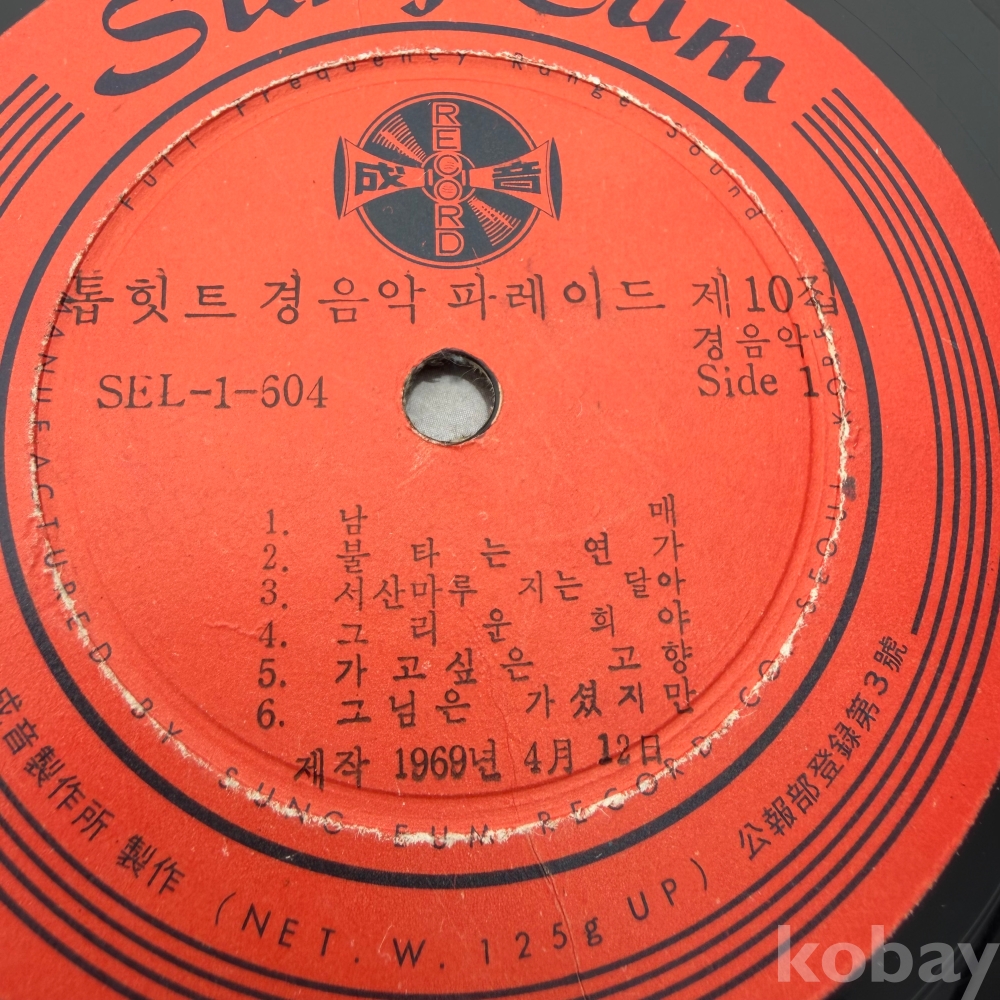 Sung Eum
Full Frequency Range Sound
RECORD
成音
톱힛트 경음악 파레이드 제10집
경음악
SEL-1-604
Side 1
1. 남매
2. 불타는 연가
3. 서산마루 지는 달아
4. 그리운 희야
5. 가고싶은 고향
6. 그님은 가셨지만
제작 1969년 4月 12日
MANUFACTURED BY SUNG EUM RECORD CO SEOUL
成音製作所 製作 (NET. W. 125g UP) 公報部登録第3號
kobay